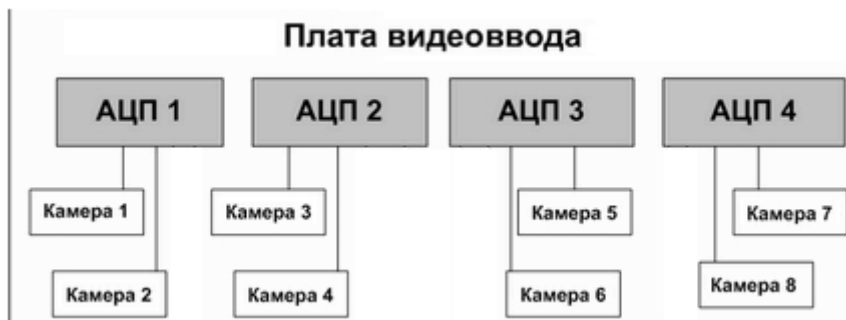 Плата видеоввода
АЦП 1
АЦП 2
АЦП 3
АЦП 4
Камера 1
Камера 3
Камера 5
Камера 7
Камера 2
Камера 4
Камера 6
Камера 8